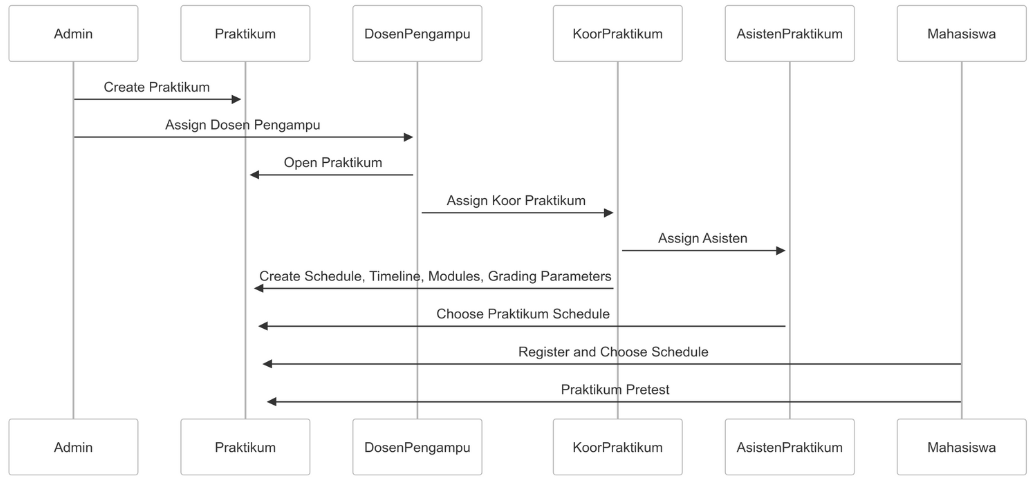 Admin
Praktikum
DosenPengampu
KoorPraktikum
AsistenPraktikum
Mahasiswa
Create Praktikum
Assign Dosen Pengampu
Open Praktikum
Assign Koor Praktikum
Assign Asisten
Create Schedule, Timeline, Modules, Grading Parameters
Choose Praktikum Schedule
Register and Choose Schedule
Praktikum Pretest
Admin
Praktikum
DosenPengampu
KoorPraktikum
AsistenPraktikum
Mahasiswa